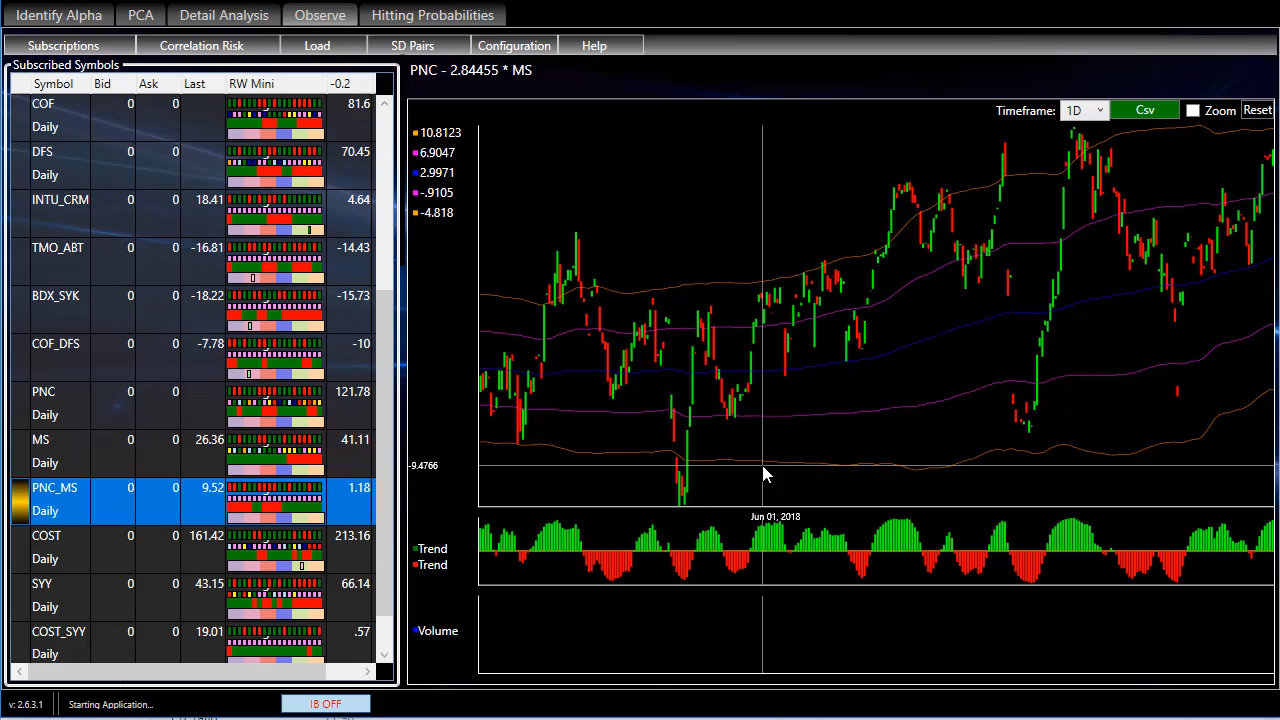 Identify Alpha PCA Detail Analysis Observe Hitting Probabilities
Subscriptions Correlation Risk Load SD Pairs Configuration Help
Subscribed Symbols
Symbol Bid Ask Last RW Mini -0.2
COF 0 0 81.6
Daily
DFS 0 0 70.45
Daily
INTU_CRM 0 0 18.41 4.64
TMO_ABT 0 0 -16.81 -14.43
BDX_SYK 0 0 -18.22 -15.73
COF_DFS 0 0 -7.78 -10
PNC 0 0 121.78
Daily
MS 0 0 26.36 41.11
Daily
PNC_MS 0 0 9.52 1.18
Daily
COST 0 0 161.42 213.16
Daily
SYY 0 0 43.15 66.14
Daily
COST_SYY 0 0 19.01 .57
Daily
PNC - 2.84455 * MS
Timeframe: 1D Csv Zoom Reset
10.8123
6.9047
2.9971
-.9105
-4.818
-9.4766
Jun 01, 2018
Trend
Trend
Volume
v: 2.6.3.1 Starting Application... IB OFF